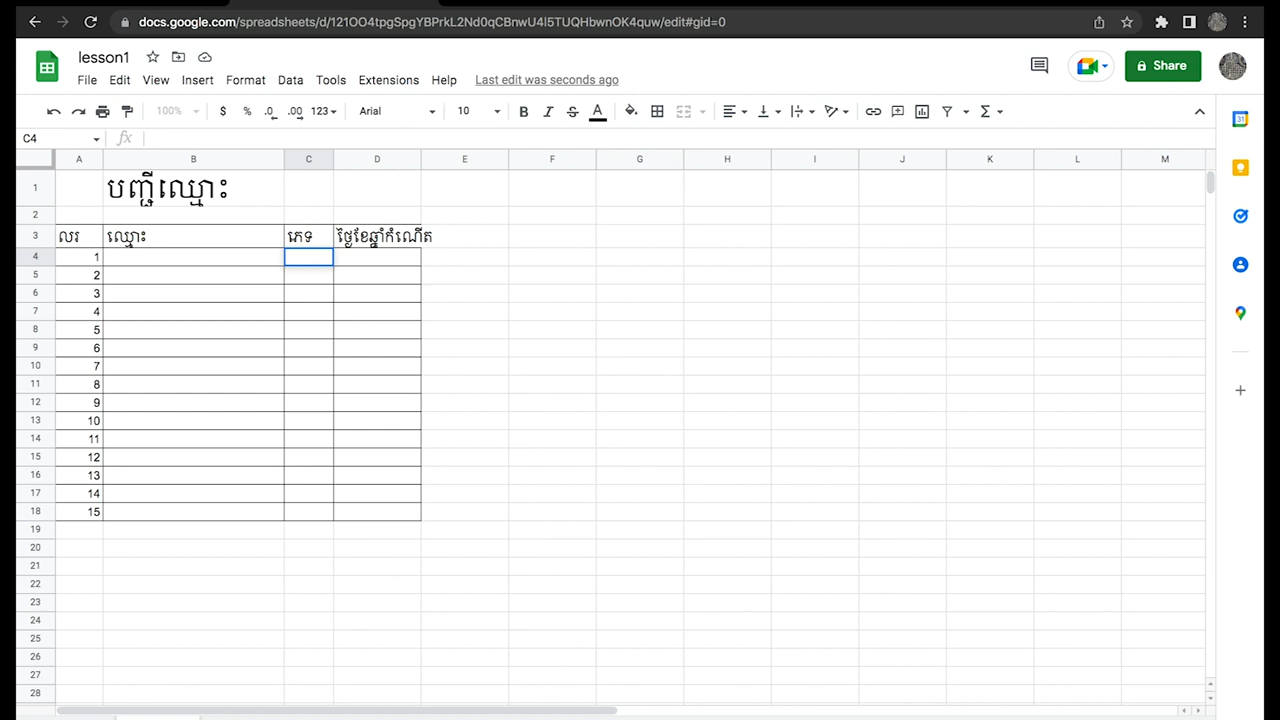 docs.google.com/spreadsheets/d/121OO4tpgSpgYBPrkL2Nd0qCBnwU4l5TUQHbwnOK4quw/edit#gid=0
lesson1
File Edit View Insert Format Data Tools Extensions Help Last edit was seconds ago
Share
100% $ % .0 .00 123 Arial 10 B I S A
C4 fx
A B C D E F G H I J K L M
1 បញ្ជីឈ្មោះ
2
3 លរ ឈ្មោះ ភេទ ថ្ងៃខែឆ្នាំកំណើត
4 1
5 2
6 3
7 4
8 5
9 6
10 7
11 8
12 9
13 10
14 11
15 12
16 13
17 14
18 15
19
20
21
22
23
24
25
26
27
28